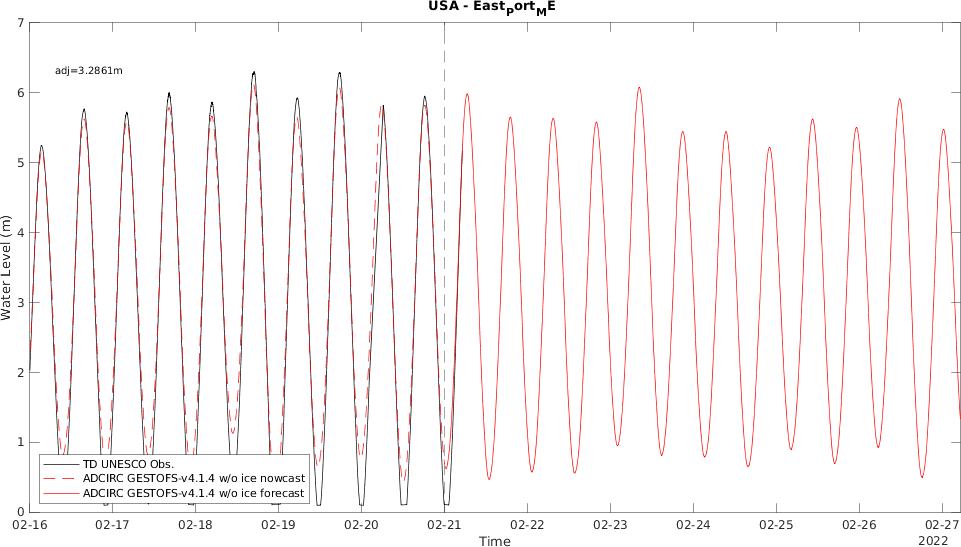 USA - EastPortME
adj=3.2861m
Water Level (m)
7
6
5
4
3
2
1
0
TD UNESCO Obs.
ADCIRC GESTOFS-v4.1.4 w/o ice nowcast
ADCIRC GESTOFS-v4.1.4 w/o ice forecast
02-16 02-17 02-18 02-19 02-20 02-21 02-22 02-23 02-24 02-25 02-26 02-27
Time
2022